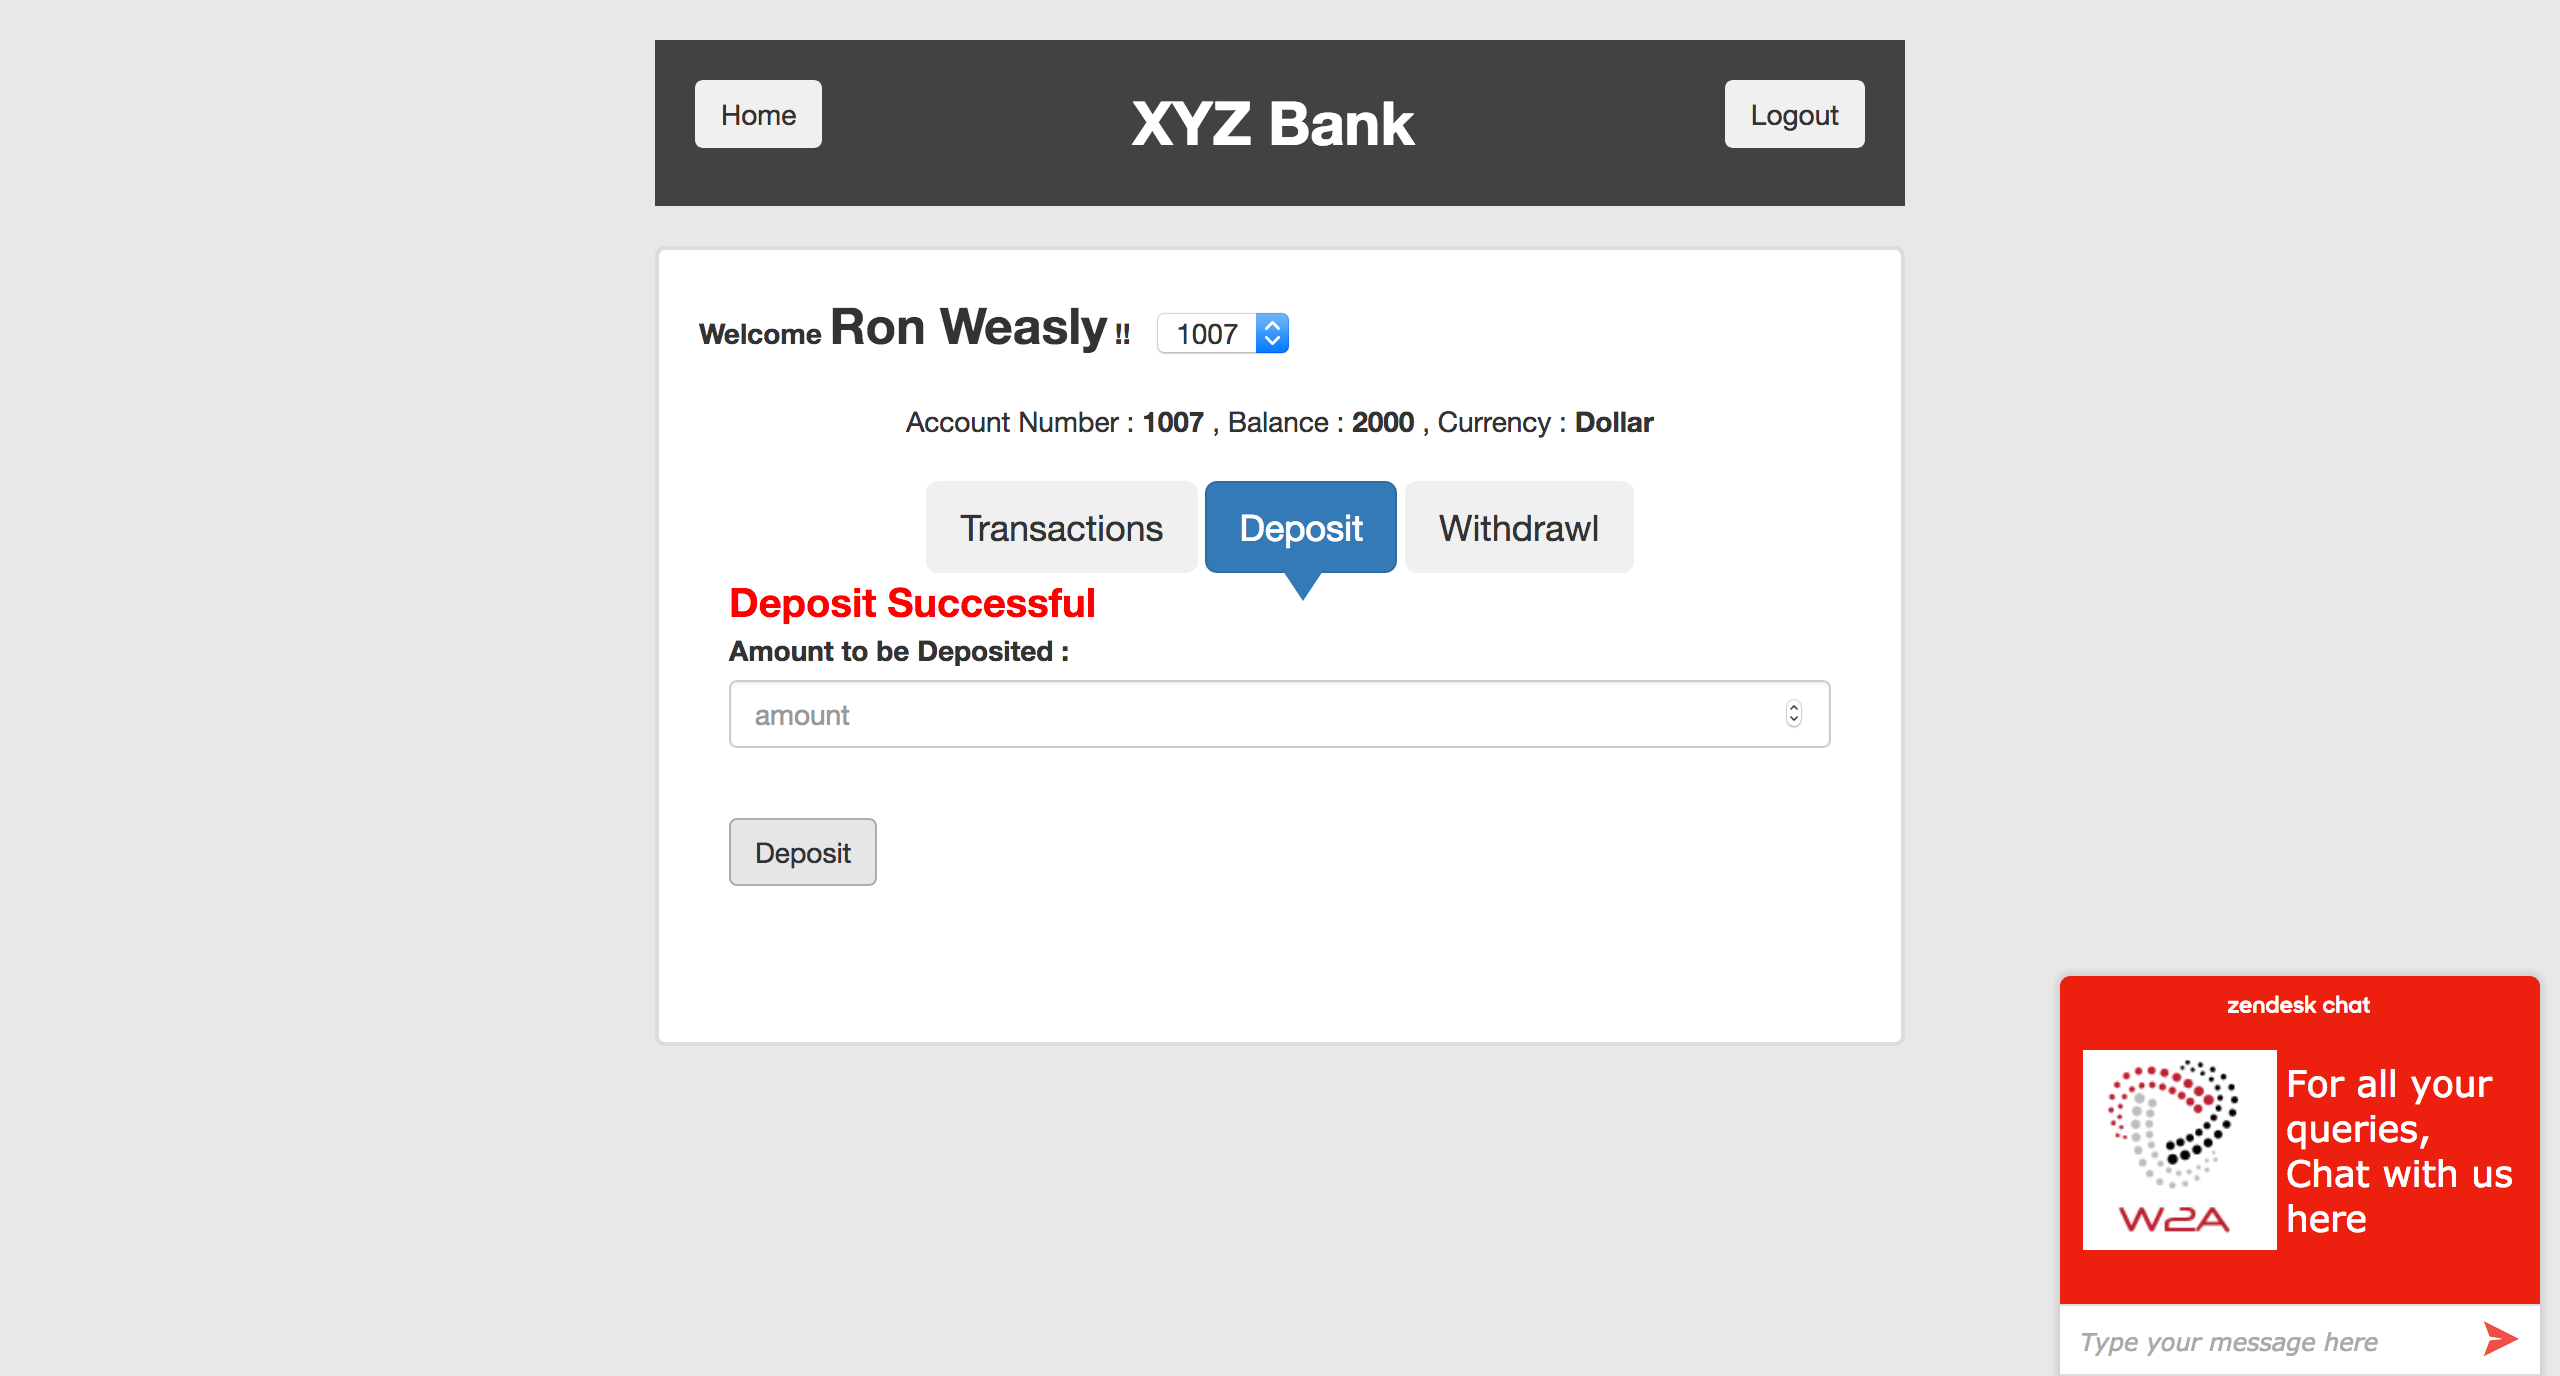 Home
XYZ Bank
Logout
Welcome Ron Weasly !! 1007
Account Number : 1007 , Balance : 2000 , Currency : Dollar
Transactions
Deposit
Withdrawl
Deposit Successful
Amount to be Deposited :
amount
Deposit
zendesk chat
W2A
For all your
queries,
Chat with us
here
Type your message here